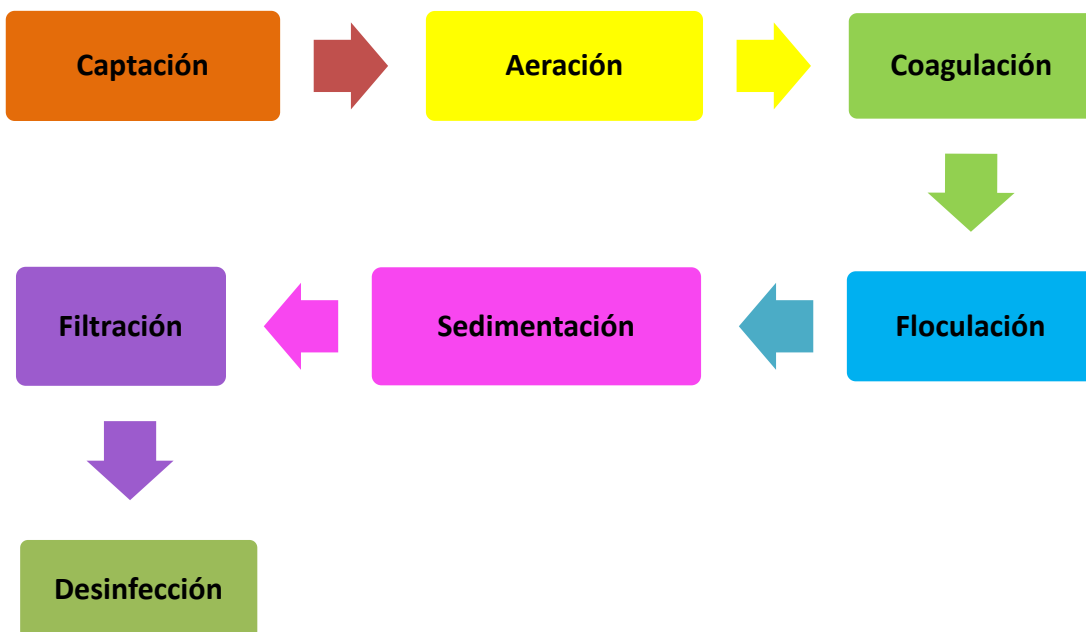 Captación
Aeración
Coagulación
Floculación
Sedimentación
Filtración
Desinfección